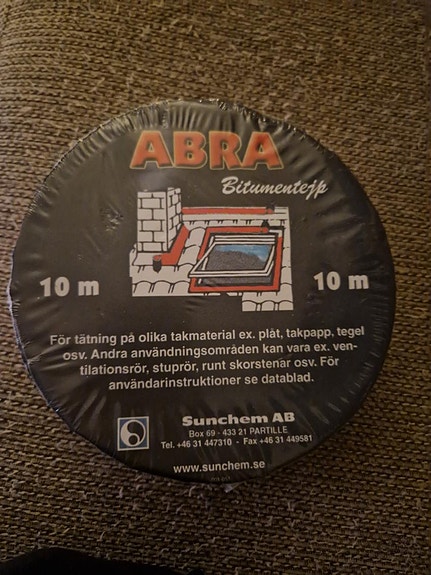 ABRA
Bitumentejp
10 m
10 m
För tätning på olika takmaterial ex. plåt, takpapp, tegel
osv. Andra användningsområden kan vara ex. ven-
tilationsrör, stuprör, runt skorstenar osv. För
användarinstruktioner se datablad.
Sunchem AB
Box 69 - 433 21 PARTILLE
Tel. +46 31 447310 - Fax +46 31 449581
www.sunchem.se